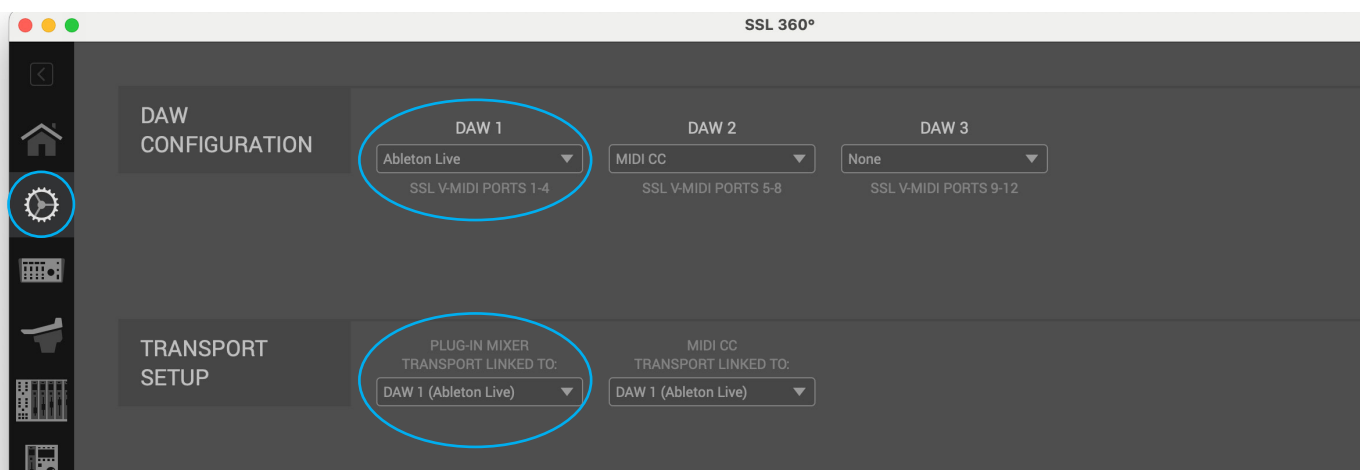 SSL 360°
DAW
CONFIGURATION
DAW 1
DAW 2
DAW 3
Ableton Live
MIDI CC
None
SSL V-MIDI PORTS 1-4
SSL V-MIDI PORTS 5-8
SSL V-MIDI PORTS 9-12
TRANSPORT
SETUP
PLUG-IN MIXER
TRANSPORT LINKED TO:
DAW 1 (Ableton Live)
MIDI CC
TRANSPORT LINKED TO:
DAW 1 (Ableton Live)